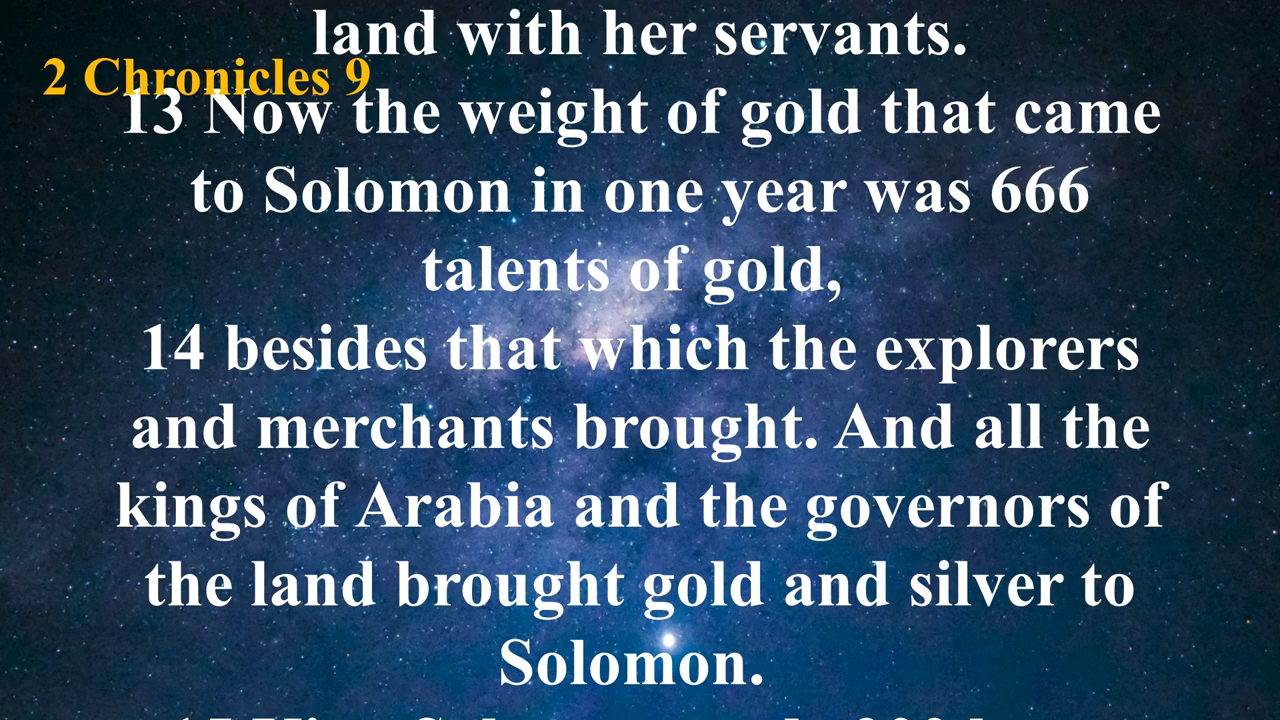 land with her servants.
2 Chronicles 9
13 Now the weight of gold that came
to Solomon in one year was 666
talents of gold,
14 besides that which the explorers
and merchants brought. And all the
kings of Arabia and the governors of
the land brought gold and silver to
Solomon.